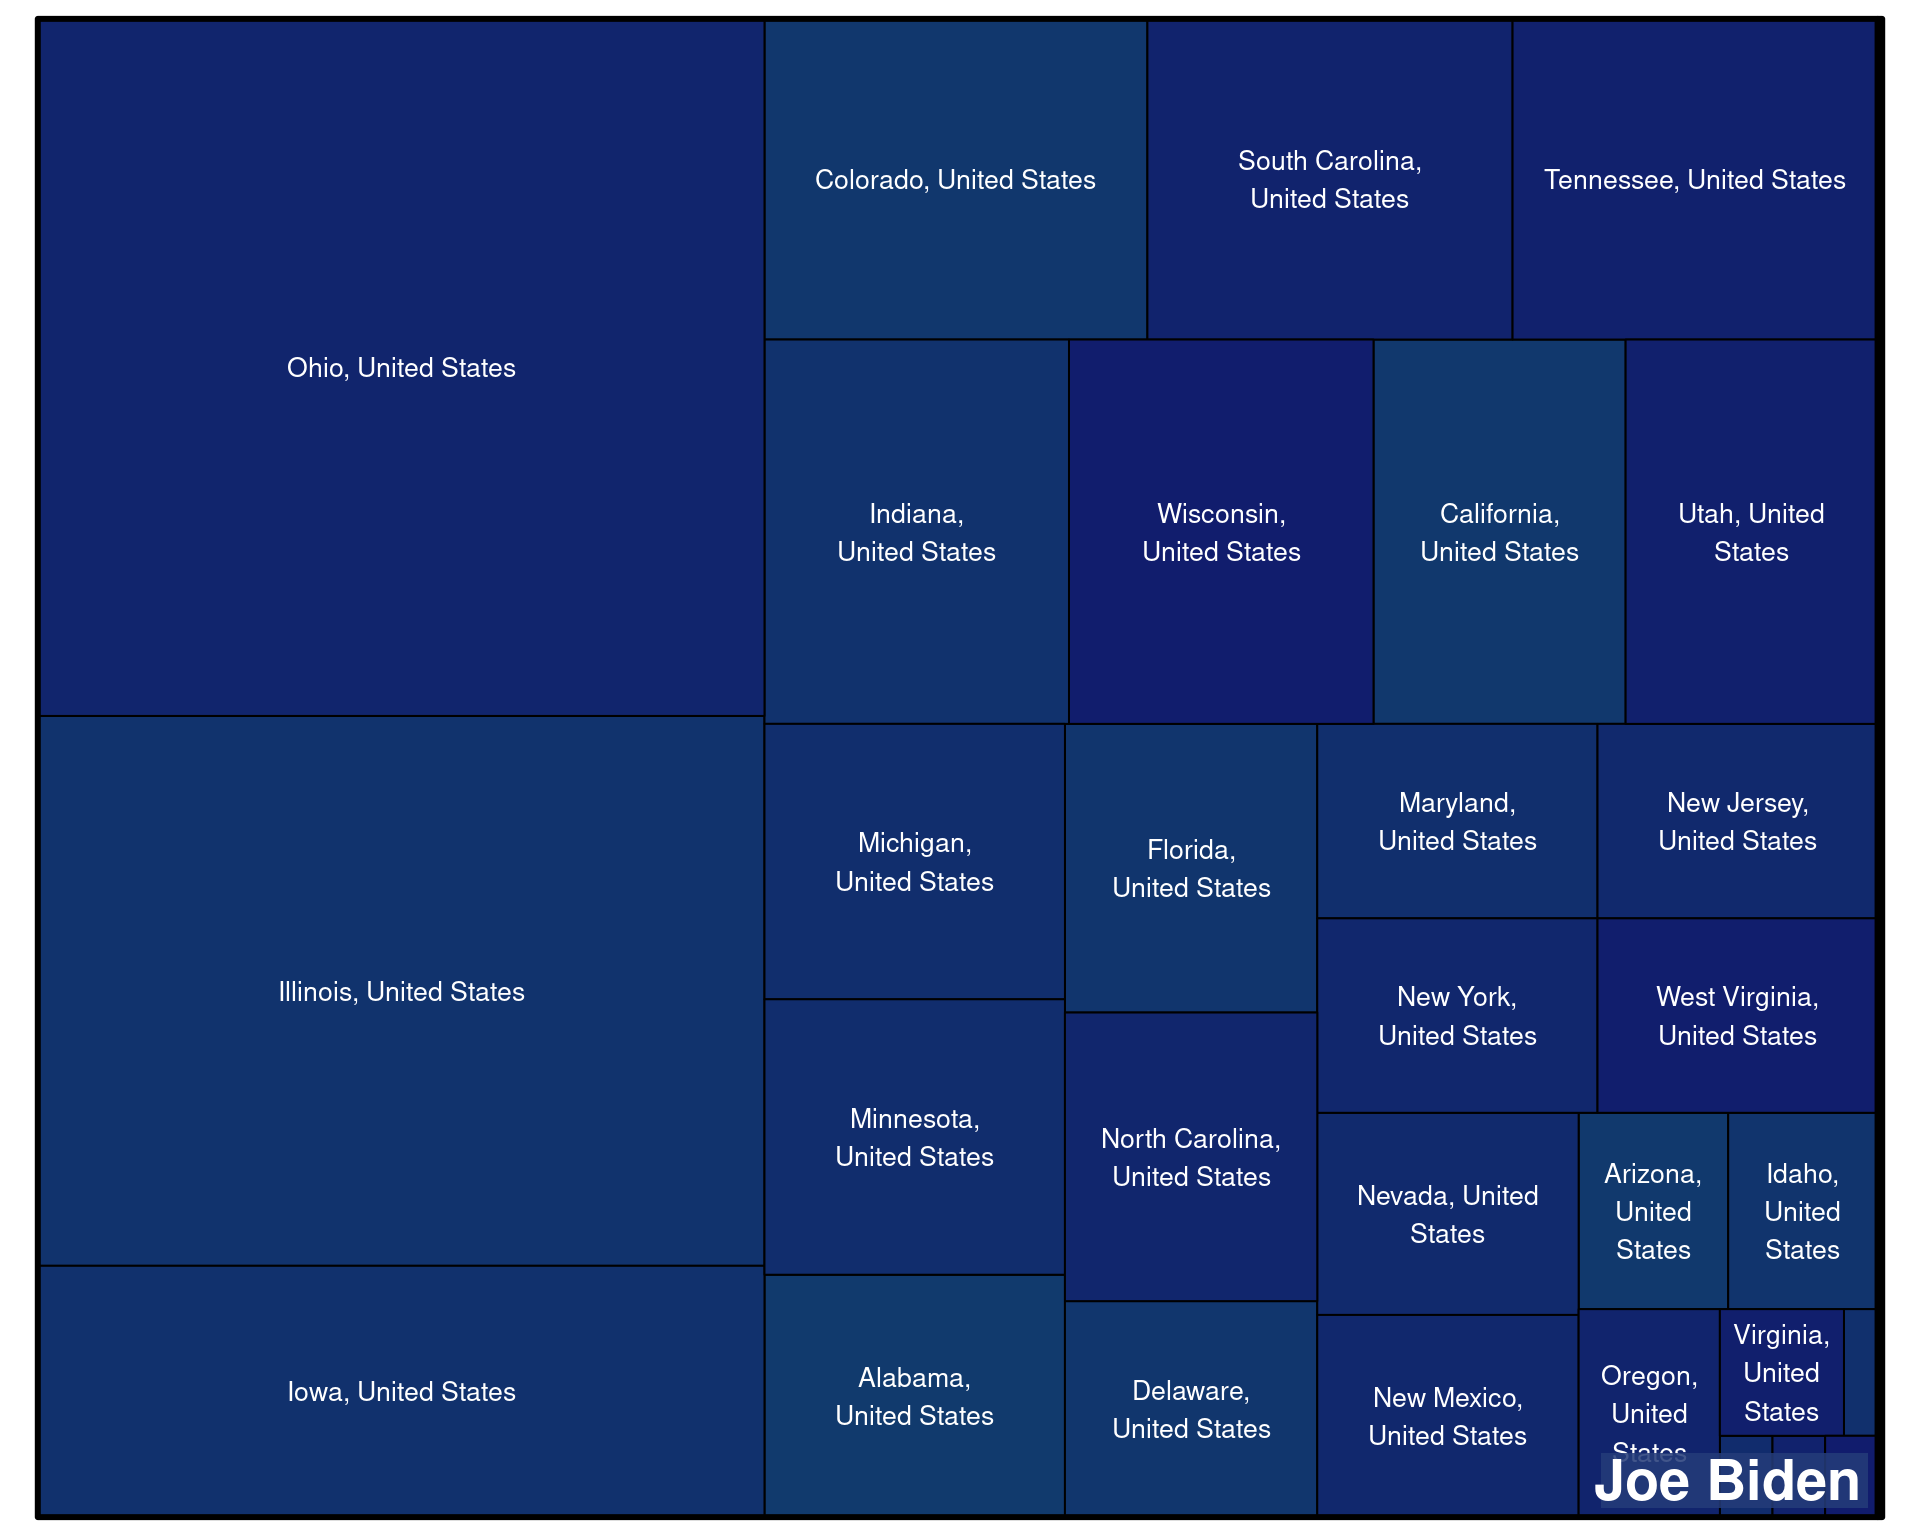 Ohio, United States
Colorado, United States
South Carolina,
United States
Tennessee, United States
Indiana,
United States
Wisconsin,
United States
California,
United States
Utah, United
States
Illinois, United States
Michigan,
United States
Florida,
United States
Maryland,
United States
New Jersey,
United States
New York,
United States
West Virginia,
United States
Minnesota,
United States
North Carolina,
United States
Nevada, United
States
Arizona,
United
States
Idaho,
United
States
Iowa, United States
Alabama,
United States
Delaware,
United States
New Mexico,
United States
Oregon,
United
States
Virginia,
United
States
Joe Biden